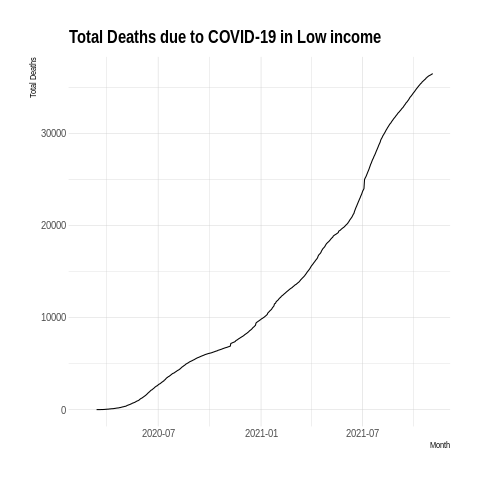 Total Deaths due to COVID-19 in Low income
Total Deaths
30000
20000
10000
0
2020-07
2021-01
2021-07
Month